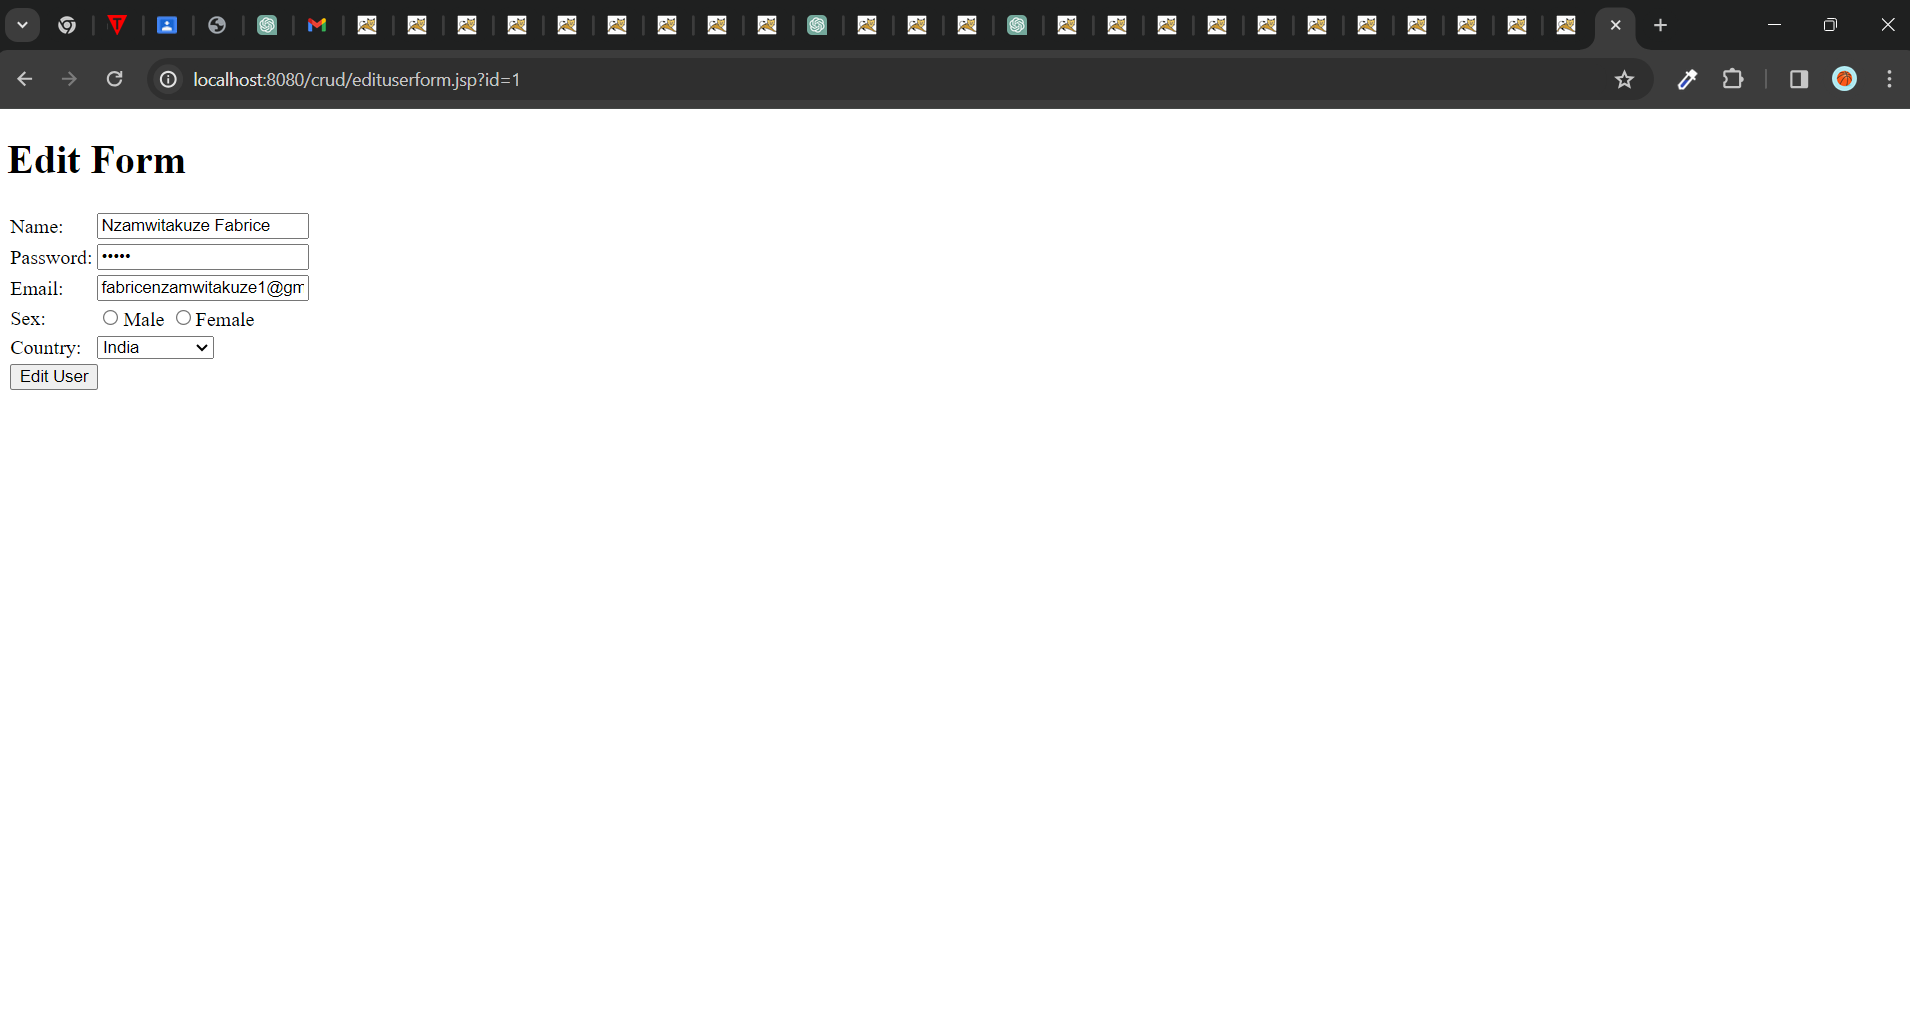 localhost:8080/crud/edituserform.jsp?id=1
Edit Form
Name: Nzamwitakuze Fabrice
Password: •••••
Email: fabricenzamwitakuze1@gm
Sex: Male Female
Country: India
Edit User